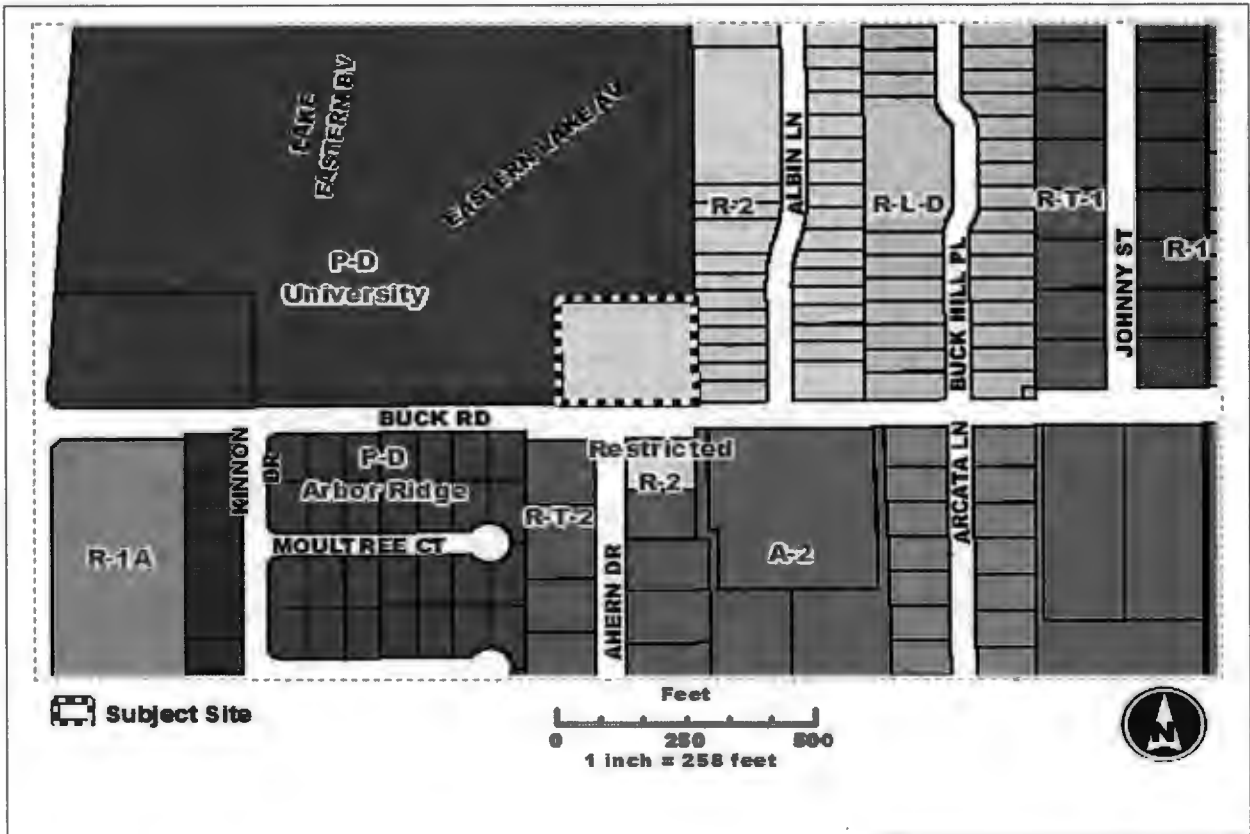 LAKE
EASTERN BV
EASTERN LAKE AV
P-D
University
R-2
ALBIN LN
R-L-D
BUCK HILL PL
R-T-1
JOHNNY ST
R-1
BUCK RD
KINNON
DR
P-D
Arbor Ridge
MOULTREE CT
R-1A
R-T-2
AHERN DR
Restricted
R-2
A-2
ARCATA LN
Subject Site
Feet
0 250 500
1 inch = 258 feet
N